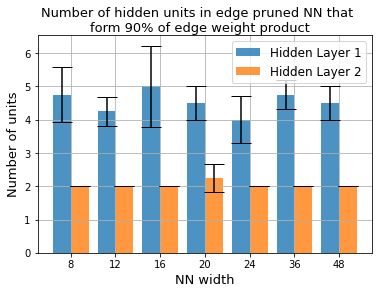 Number of hidden units in edge pruned NN that
form 90% of edge weight product
Hidden Layer 1
Hidden Layer 2
Number of units
6
5
4
3
2
1
0
8 12 16 20 24 36 48
NN width